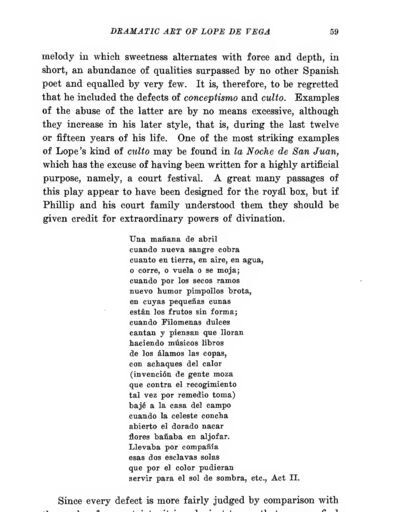 DRAMATIC ART OF LOPE DE VEGA 59
melody in which sweetness alternates with force and depth, in
short, an abundance of qualities surpassed by no other Spanish
poet and equalled by very few. It is, therefore, to be regretted
that he included the defects of conceptismo and culto. Examples
of the abuse of the latter are by no means excessive, although
they increase in his later style, that is, during the last twelve
or fifteen years of his life. One of the most striking examples
of Lope's kind of culto may be found in la Noche de San Juan,
which has the excuse of having been written for a highly artificial
purpose, namely, a court festival. A great many passages of
this play appear to have been designed for the royal box, but if
Phillip and his court family understood them they should be
given credit for extraordinary powers of divination.
Una mañana de abril
cuando nueva sangre cobra
cuanto en tierra, en aire, en agua,
o corre, o vuela o se moja;
cuando por los secos ramos
nuevo humor pimpollos brota,
en cuyas pequeñas cunas
están los frutos sin forma;
cuando Filomenas dulces
cantan y piensan que lloran
haciendo músicos libros
de los álamos las copas,
con achaques del calor
(invención de gente moza
que contra el recogimiento
tal vez por remedio toma)
bajé a la casa del campo
cuando la celeste concha
abierto el dorado nacar
flores bañaba en aljofar.
Llevaba por compañía
esas dos esclavas solas
que por el color pudieran
servir para el sol de sombra, etc., Act II.
Since every defect is more fairly judged by comparison with